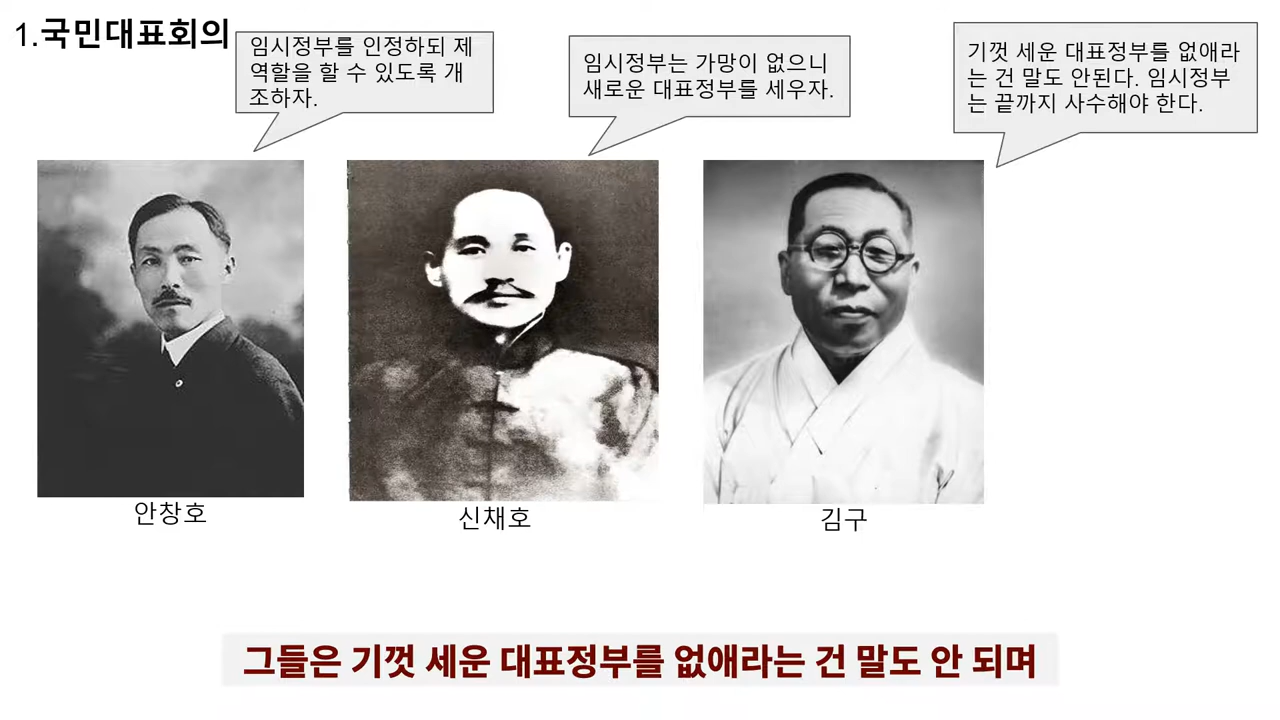 1.국민대표회의
임시정부를 인정하되 제
역할을 할 수 있도록 개
조하자.
임시정부는 가망이 없으니
새로운 대표정부를 세우자.
기껏 세운 대표정부를 없애라
는 건 말도 안된다. 임시정부
는 끝까지 사수해야 한다.
안창호
신채호
김구
그들은 기껏 세운 대표정부를 없애라는 건 말도 안 되며